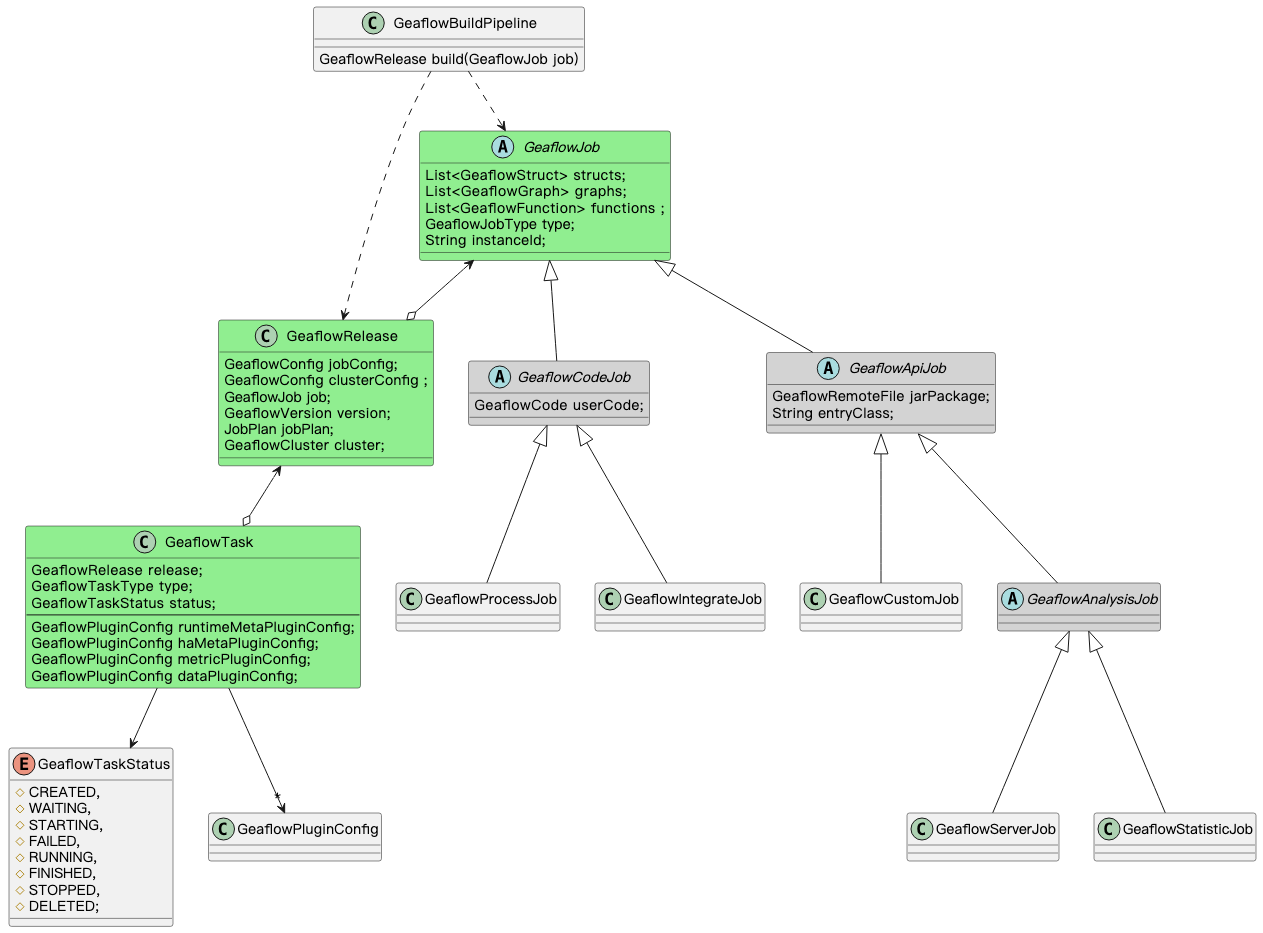 C GeaflowBuildPipeline
GeaflowRelease build(GeaflowJob job)
A GeaflowJob
List<GeaflowStruct> structs;
List<GeaflowGraph> graphs;
List<GeaflowFunction> functions ;
GeaflowJobType type;
String instanceId;
C GeaflowRelease
GeaflowConfig jobConfig;
GeaflowConfig clusterConfig ;
GeaflowJob job;
GeaflowVersion version;
JobPlan jobPlan;
GeaflowCluster cluster;
A GeaflowCodeJob
GeaflowCode userCode;
A GeaflowApiJob
GeaflowRemoteFile jarPackage;
String entryClass;
C GeaflowTask
GeaflowRelease release;
GeaflowTaskType type;
GeaflowTaskStatus status;
GeaflowPluginConfig runtimeMetaPluginConfig;
GeaflowPluginConfig haMetaPluginConfig;
GeaflowPluginConfig metricPluginConfig;
GeaflowPluginConfig dataPluginConfig;
C GeaflowProcessJob
C GeaflowIntegrateJob
C GeaflowCustomJob
A GeaflowAnalysisJob
E GeaflowTaskStatus
CREATED,
WAITING,
STARTING,
FAILED,
RUNNING,
FINISHED,
STOPPED,
DELETED;
*
C GeaflowPluginConfig
C GeaflowServerJob
C GeaflowStatisticJob